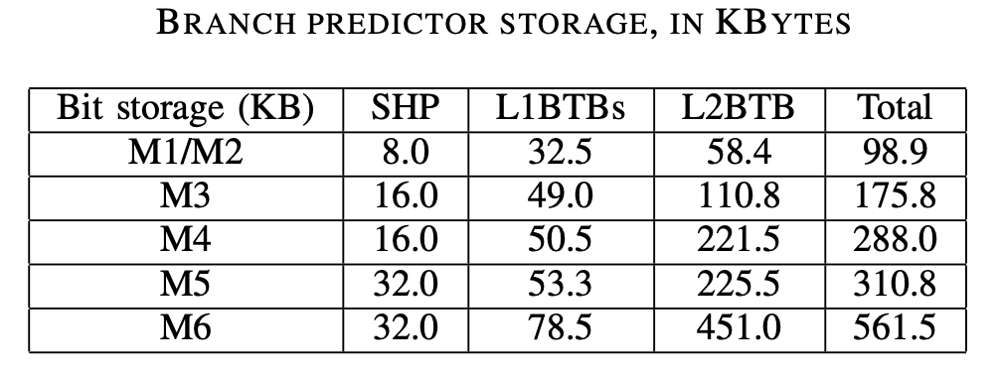 BRANCH PREDICTOR STORAGE, IN KBYTES
Bit storage (KB) SHP L1BTBs L2BTB Total
M1/M2 8.0 32.5 58.4 98.9
M3 16.0 49.0 110.8 175.8
M4 16.0 50.5 221.5 288.0
M5 32.0 53.3 225.5 310.8
M6 32.0 78.5 451.0 561.5